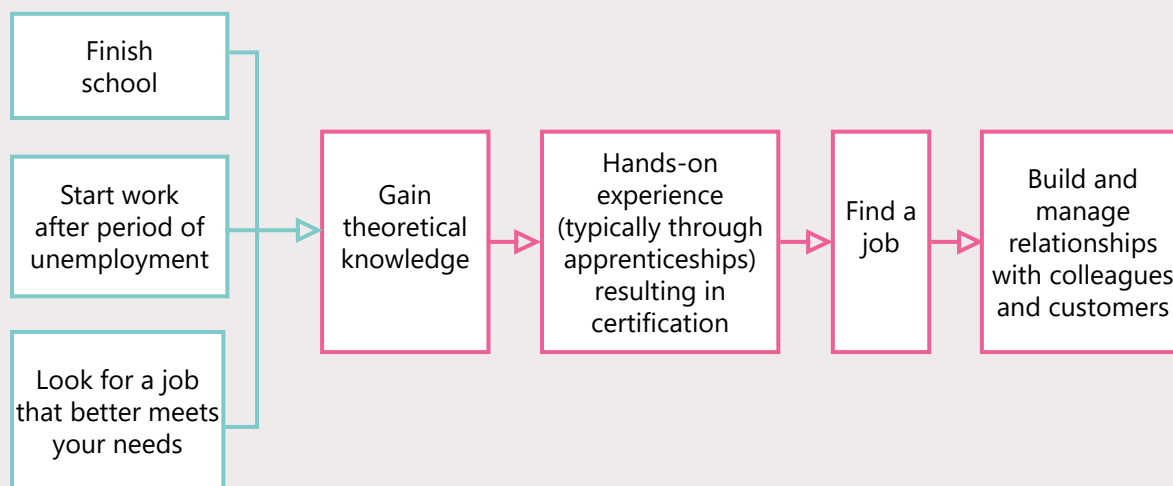 Finish
school
Start work
after period of
unemployment
Look for a job
that better meets
your needs
Gain
theoretical
knowledge
Hands-on
experience
(typically through
apprenticeships)
resulting in
certification
Find a
job
Build and
manage
relationships
with colleagues
and customers